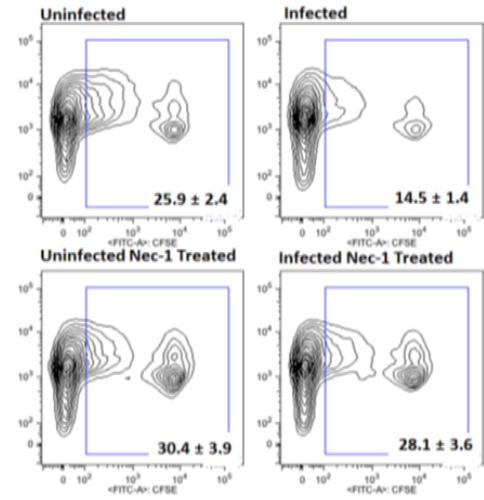 Uninfected
Infected
10^5
10^4
10^3
10^2
0
25.9 ± 2.4
0 10^2 10^3 10^4 10^5
<FITC-A>: CFSE
10^5
10^4
10^3
10^2
0
14.5 ± 1.4
0 10^2 10^3 10^4 10^5
<FITC-A>: CFSE
Uninfected Nec-1 Treated
Infected Nec-1 Treated
10^5
10^4
10^3
10^2
0
30.4 ± 3.9
0 10^2 10^3 10^4 10^5
<FITC-A>: CFSE
10^5
10^4
10^3
10^2
0
28.1 ± 3.6
0 10^2 10^3 10^4 10^5
<FITC-A>: CFSE